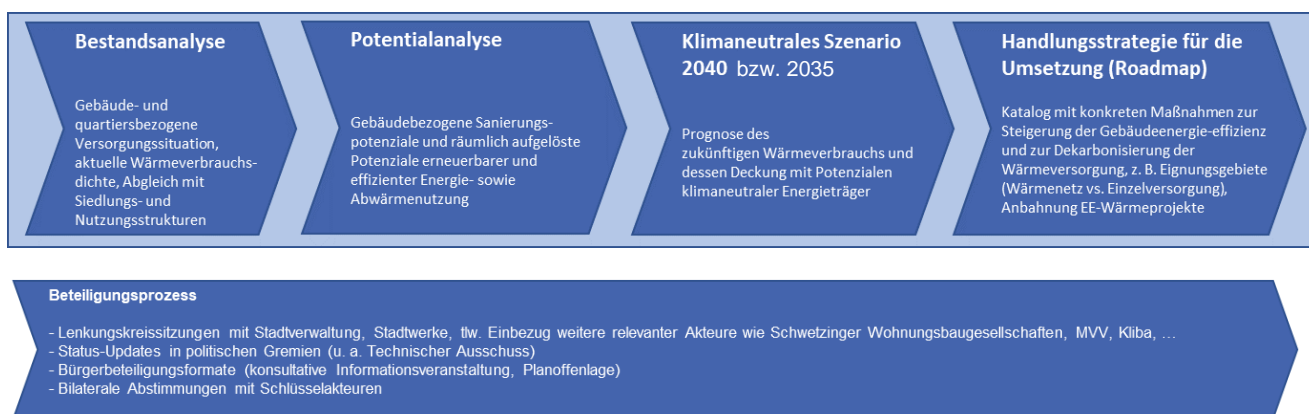 Bestandsanalyse
Gebäude- und
quartiersbezogene
Versorgungssituation,
aktuelle Wärmeverbrauchs-
dichte, Abgleich mit
Siedlungs- und
Nutzungsstrukturen
Potentialanalyse
Gebäudebezogene Sanierungs-
potenziale und räumlich aufgelöste
Potenziale erneuerbarer und
effizienter Energie- sowie
Abwärmenutzung
Klimaneutrales Szenario
2040 bzw. 2035
Prognose des
zukünftigen Wärmeverbrauchs und
dessen Deckung mit Potenzialen
klimaneutraler Energieträger
Handlungsstrategie für die
Umsetzung (Roadmap)
Katalog mit konkreten Maßnahmen zur
Steigerung der Gebäudeenergie-effizienz
und zur Dekarbonisierung der
Wärmeversorgung, z. B. Eignungsgebiete
(Wärmenetz vs. Einzelversorgung),
Anbahnung EE-Wärmeprojekte
Beteiligungsprozess
- Lenkungskreissitzungen mit Stadtverwaltung, Stadtwerke, tlw. Einbezug weitere relevanter Akteure wie Schwetzinger Wohnungsbaugesellschaften, MVV, Kliba, ...
- Status-Updates in politischen Gremien (u. a. Technischer Ausschuss)
- Bürgerbeteiligungsformate (konsultative Informationsveranstaltung, Planoffenlage)
- Bilaterale Abstimmungen mit Schlüsselakteuren